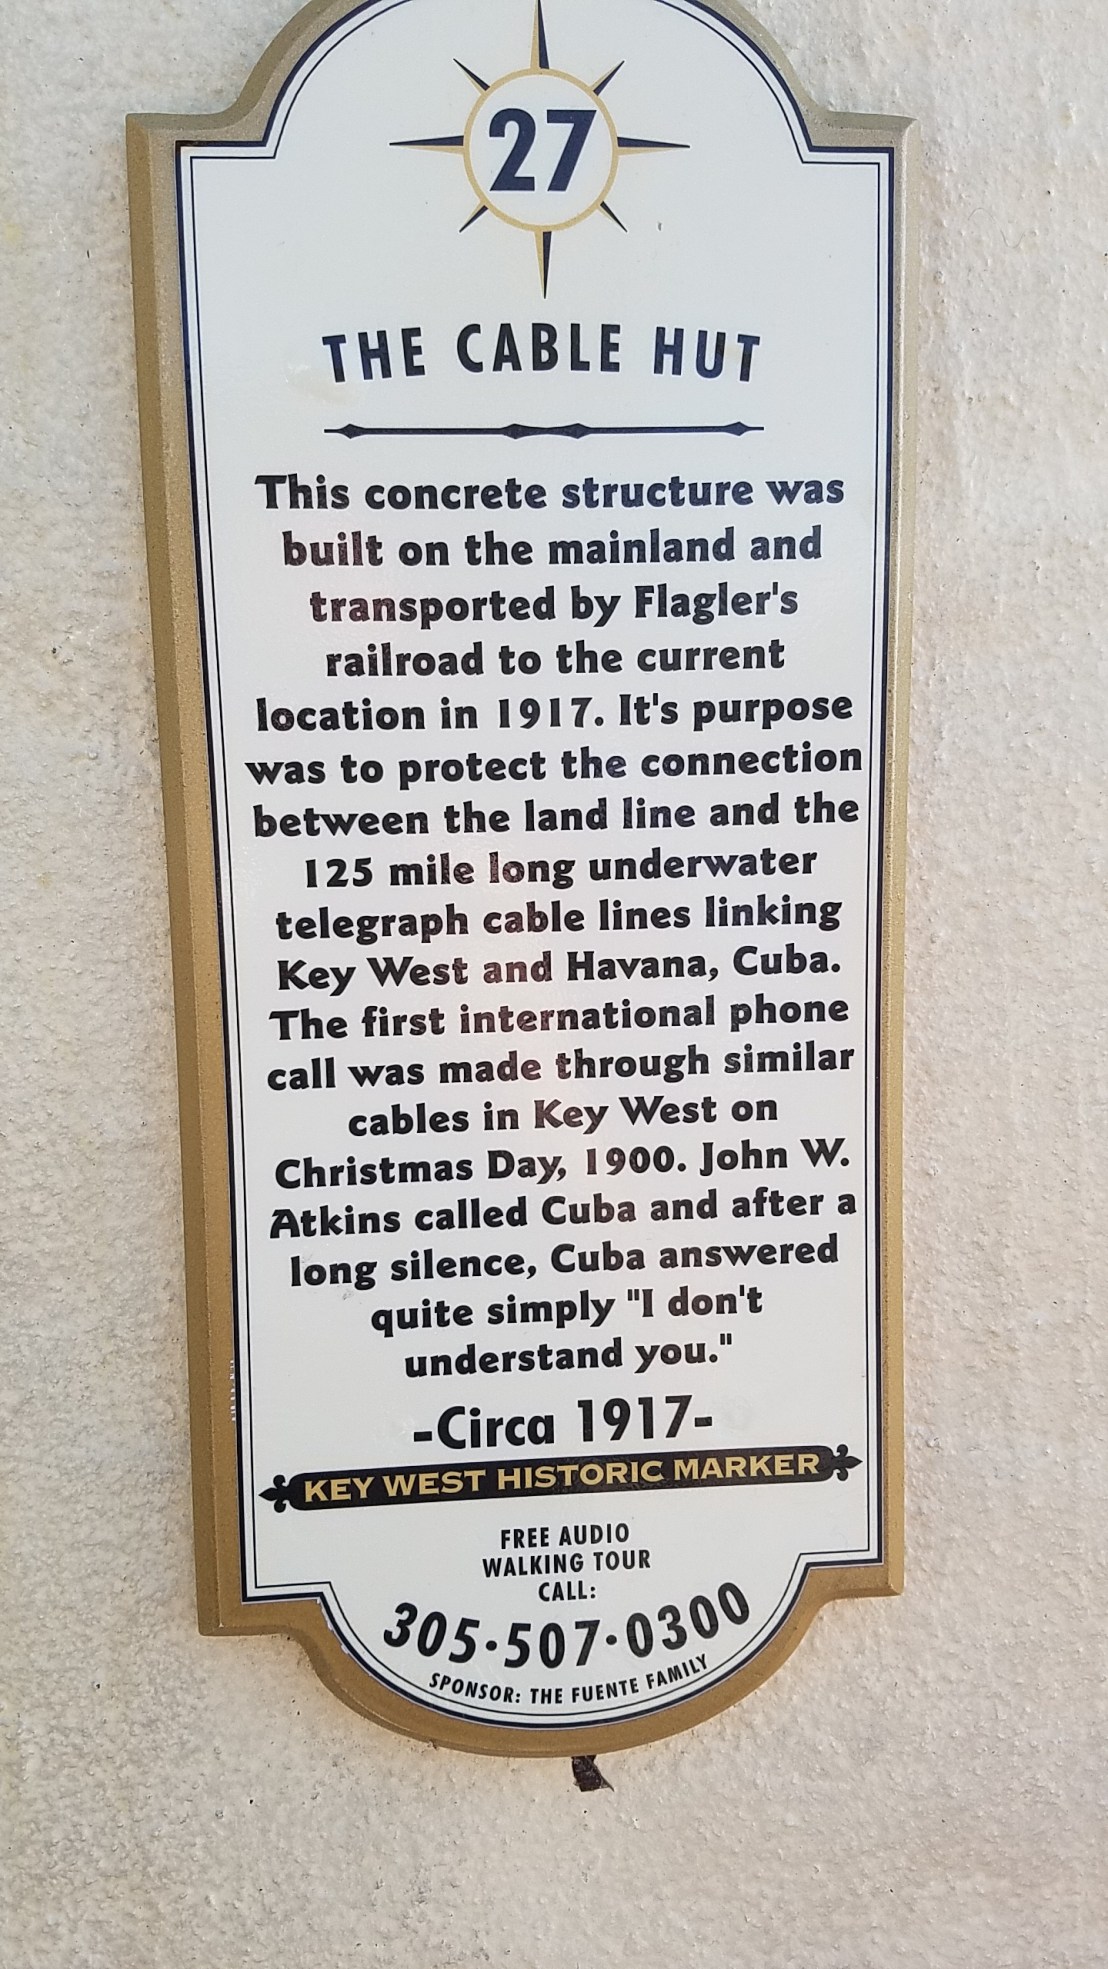 27
THE CABLE HUT
This concrete structure was
built on the mainland and
transported by Flagler's
railroad to the current
location in 1917. It's purpose
was to protect the connection
between the land line and the
125 mile long underwater
telegraph cable lines linking
Key West and Havana, Cuba.
The first international phone
call was made through similar
cables in Key West on
Christmas Day, 1900. John W.
Atkins called Cuba and after a
long silence, Cuba answered
quite simply "I don't
understand you."
-Circa 1917-
KEY WEST HISTORIC MARKER
FREE AUDIO
WALKING TOUR
CALL:
305·507·0300
SPONSOR: THE FUENTE FAMILY